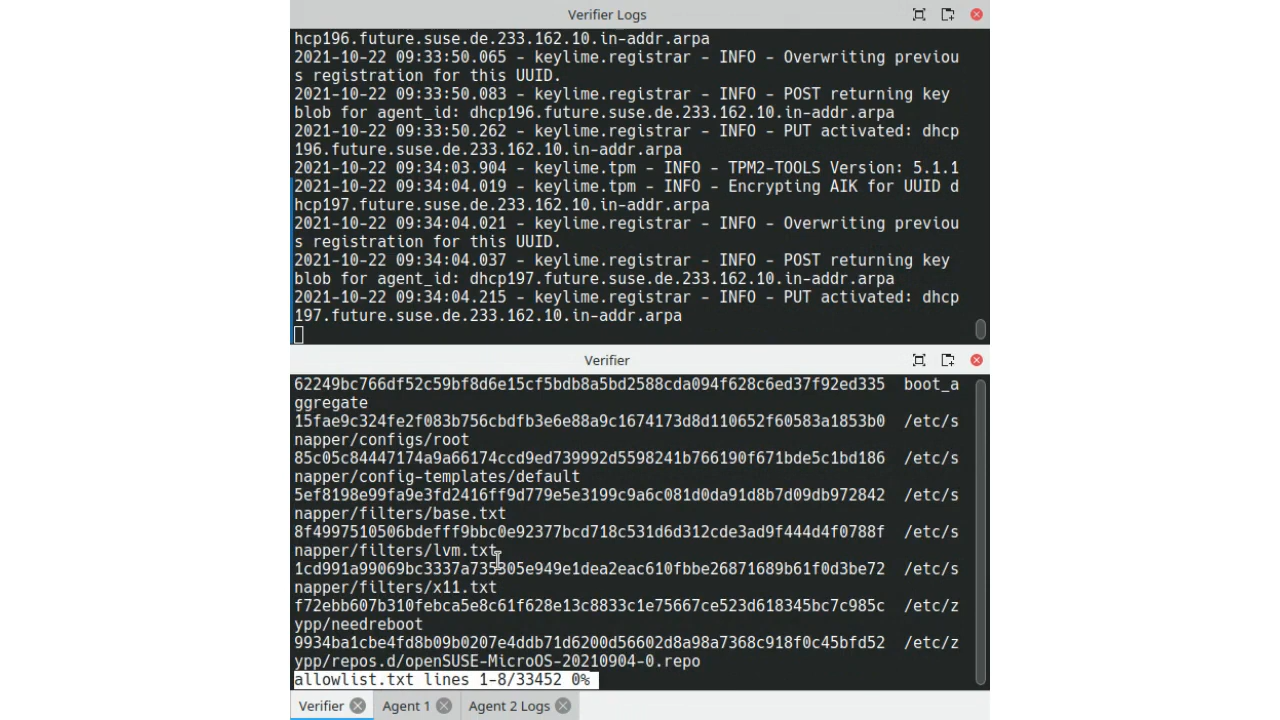 Verifier Logs
hcp196.future.suse.de.233.162.10.in-addr.arpa
2021-10-22 09:33:50.065 - keylime.registrar - INFO - Overwriting previou
s registration for this UUID.
2021-10-22 09:33:50.083 - keylime.registrar - INFO - POST returning key
blob for agent_id: dhcp196.future.suse.de.233.162.10.in-addr.arpa
2021-10-22 09:33:50.262 - keylime.registrar - INFO - PUT activated: dhcp
196.future.suse.de.233.162.10.in-addr.arpa
2021-10-22 09:34:03.904 - keylime.tpm - INFO - TPM2-TOOLS Version: 5.1.1
2021-10-22 09:34:04.019 - keylime.tpm - INFO - Encrypting AIK for UUID d
hcp197.future.suse.de.233.162.10.in-addr.arpa
2021-10-22 09:34:04.021 - keylime.registrar - INFO - Overwriting previou
s registration for this UUID.
2021-10-22 09:34:04.037 - keylime.registrar - INFO - POST returning key
blob for agent_id: dhcp197.future.suse.de.233.162.10.in-addr.arpa
2021-10-22 09:34:04.215 - keylime.registrar - INFO - PUT activated: dhcp
197.future.suse.de.233.162.10.in-addr.arpa
Verifier
62249bc766df52c59bf8d6e15cf5bdb8a5bd2588cda094f628c6ed37f92ed335  boot_a
ggregate
15fae9c324fe2f083b756cbdfb3e6e88a9c1674173d8d110652f60583a1853b0  /etc/s
napper/configs/root
85c05c84447174a9a66174ccd9ed739992d5598241b766190f671bde5c1bd186  /etc/s
napper/config-templates/default
5ef8198e99fa9e3fd2416ff9d779e5e3199c9a6c081d0da91d8b7d09db972842  /etc/s
napper/filters/base.txt
8f4997510506bdefff9bbc0e92377bcd718c531d6d312cde3ad9f444d4f0788f  /etc/s
napper/filters/lvm.txt
1cd991a99069bc3337a735305e949e1dea2eac610fbbe26871689b61f0d3be72  /etc/s
napper/filters/x11.txt
f72ebb607b310febca5e8c61f628e13c8833c1e75667ce523d618345bc7c985c  /etc/z
ypp/needreboot
9934ba1cbe4fd8b09b0207e4ddb71d6200d56602d8a98a7368c918f0c45bfd52  /etc/z
ypp/repos.d/openSUSE-MicroOS-20210904-0.repo
allowlist.txt lines 1-8/33452 0%
Verifier
Agent 1
Agent 2 Logs